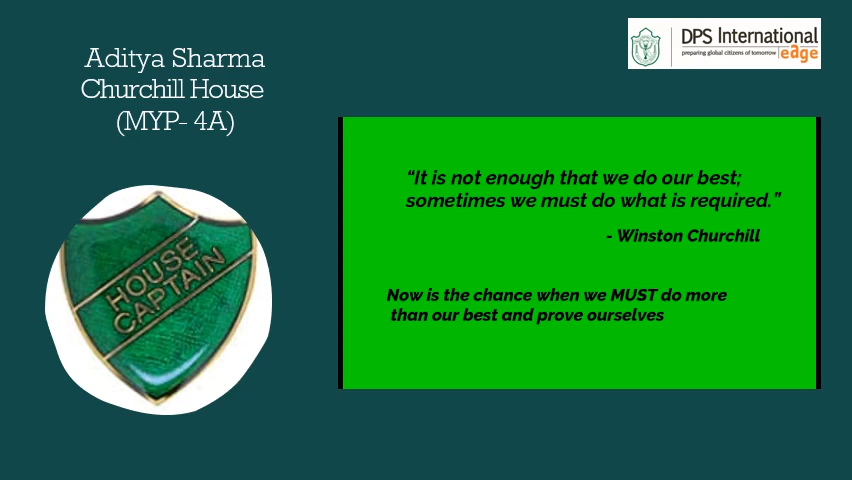 Aditya Sharma
Churchill House
(MYP- 4A)
DPS International
preparing global citizens of tomorrow
edge
HOUSE
CAPTAIN
“It is not enough that we do our best;
sometimes we must do what is required.”
- Winston Churchill
Now is the chance when we MUST do more
than our best and prove ourselves